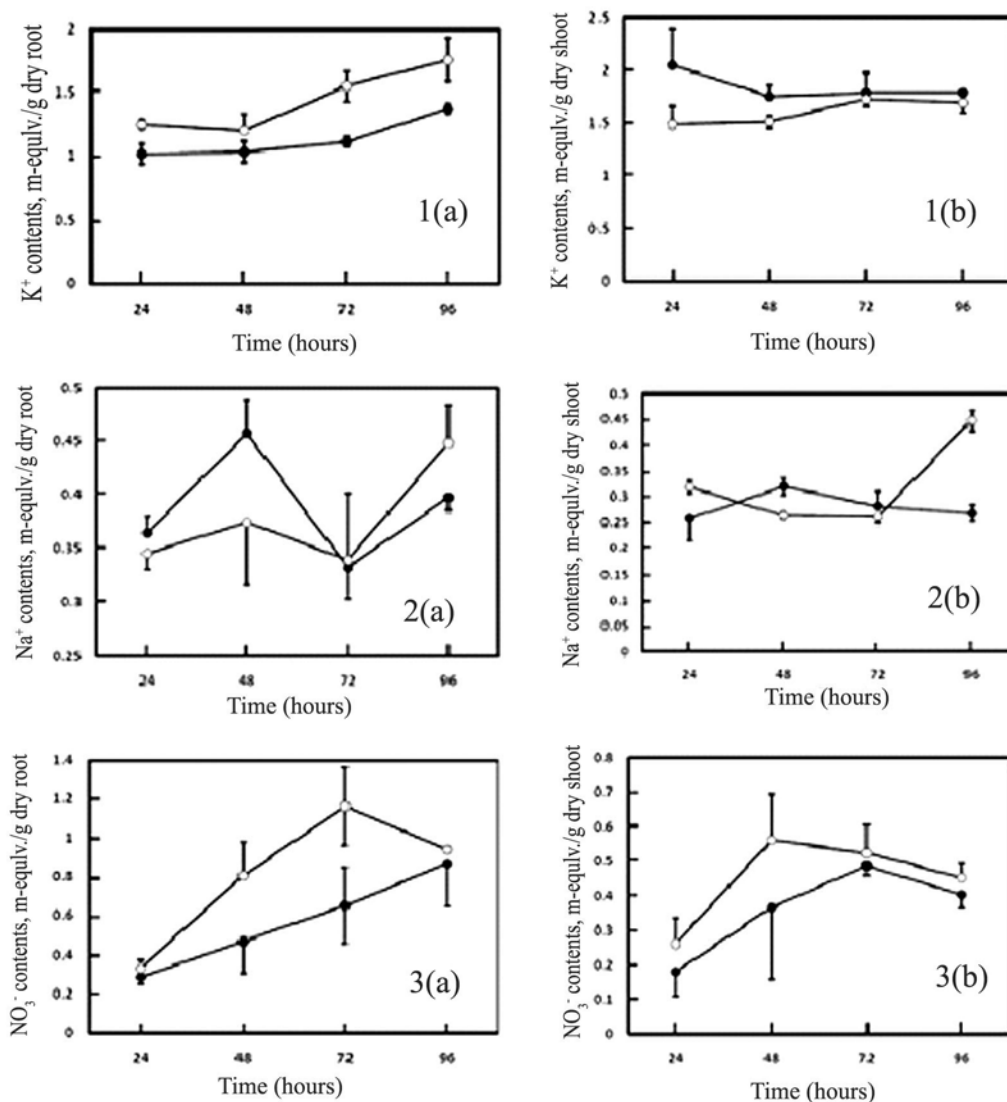 K⁺ contents, m-equlv./g dry root
2
1.5
1
0.5
0
24 48 72 96
Time (hours)
1(a)
K⁺ contents, m-equlv./g dry shoot
2.5
2
1.5
1
0.5
0
24 48 72 96
Time (hours)
1(b)
Na⁺ contents, m-equlv./g dry root
0.5
0.45
0.4
0.35
0.3
0.25
24 48 72 96
Time (hours)
2(a)
Na⁺ contents, m-equlv./g dry shoot
0.5
0.45
0.4
0.35
0.3
0.25
0.2
0.15
0.1
0.05
0
24 48 72 96
Time (hours)
2(b)
NO₃⁻ contents, m-equlv./g dry root
1.4
1.2
1
0.8
0.6
0.4
0.2
0
24 48 72 96
Time (hours)
3(a)
NO₃⁻ contents, m-equlv./g dry shoot
0.8
0.7
0.6
0.5
0.4
0.3
0.2
0.1
0
24 48 72 96
Time (hours)
3(b)